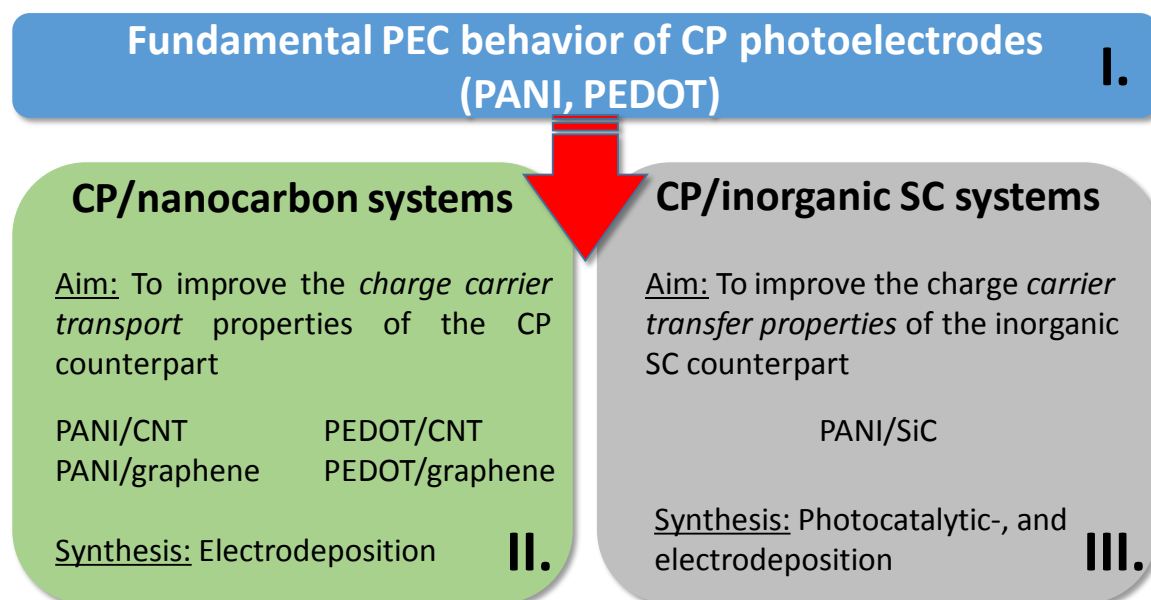 Fundamental PEC behavior of CP photoelectrodes
(PANI, PEDOT)
I.
CP/nanocarbon systems
Aim: To improve the charge carrier
transport properties of the CP
counterpart
PANI/CNT PEDOT/CNT
PANI/graphene PEDOT/graphene
Synthesis: Electrodeposition
II.
CP/inorganic SC systems
Aim: To improve the charge carrier
transfer properties of the inorganic
SC counterpart
PANI/SiC
Synthesis: Photocatalytic-, and
electrodeposition
III.